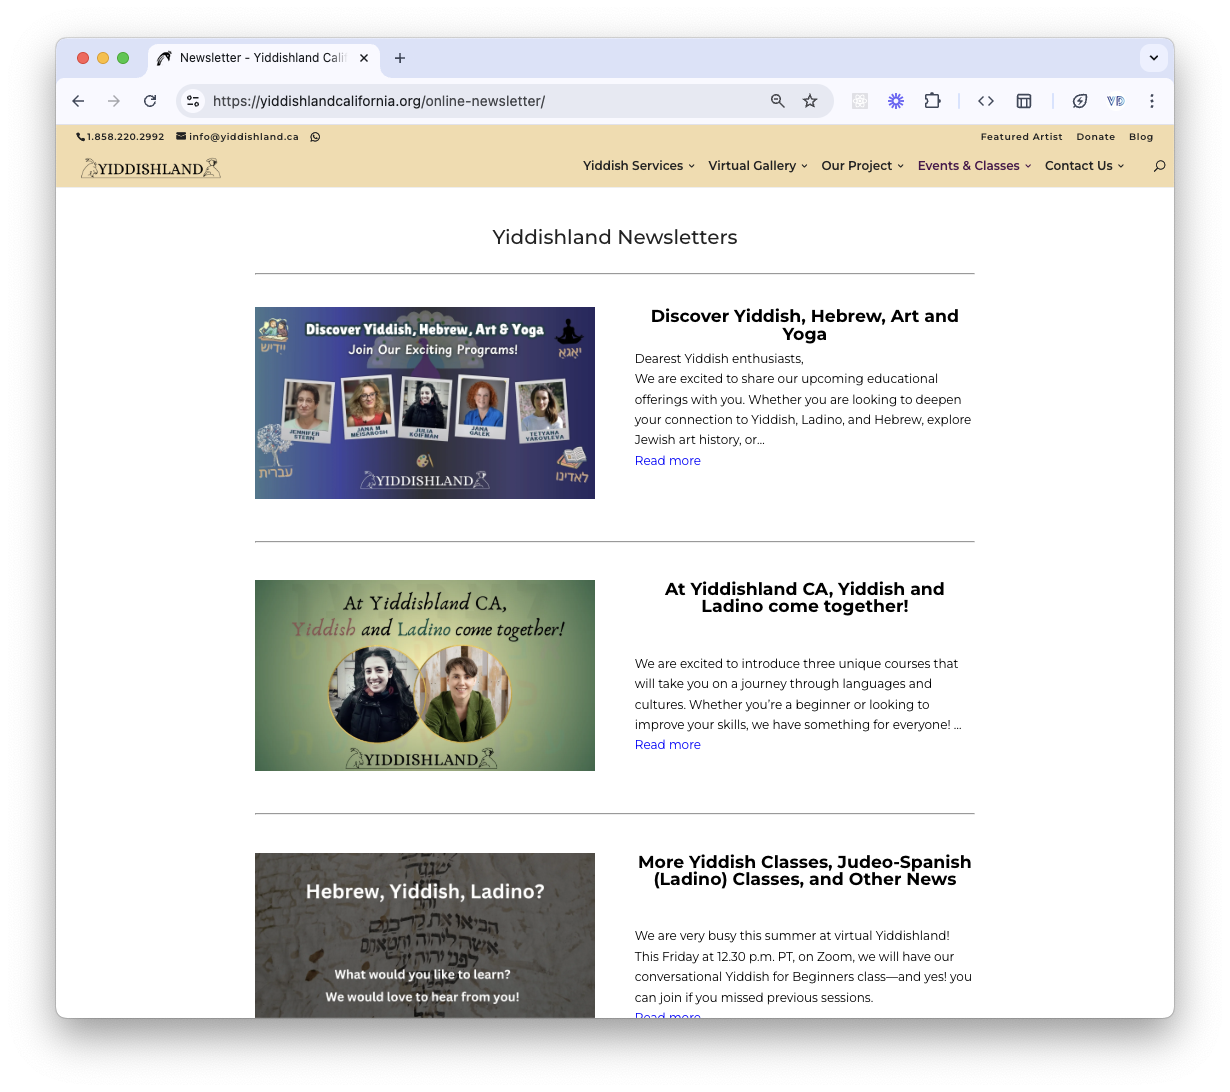 Newsletter - Yiddishland Calif
https://yiddishlandcalifornia.org/online-newsletter/
1.858.220.2992 info@yiddishland.ca
Featured Artist Donate Blog
YIDDISHLAND
Yiddish Services Virtual Gallery Our Project Events & Classes Contact Us
Yiddishland Newsletters
Discover Yiddish, Hebrew, Art & Yoga
Join Our Exciting Programs!
ייִדיש
יאָגאַ
JENNIFER
STERN
JANA M.
MEISAROSH
JULIA
KOIFMAN
JANA
GALEK
TETYANA
YAKOVLEVA
עברית
לאדינו
YIDDISHLAND
Discover Yiddish, Hebrew, Art and
Yoga
Dearest Yiddish enthusiasts,
We are excited to share our upcoming educational
offerings with you. Whether you are looking to deepen
your connection to Yiddish, Ladino, and Hebrew, explore
Jewish art history, or...
Read more
At Yiddishland CA,
Yiddish and Ladino come together!
YIDDISHLAND
At Yiddishland CA, Yiddish and
Ladino come together!
We are excited to introduce three unique courses that
will take you on a journey through languages and
cultures. Whether you’re a beginner or looking to
improve your skills, we have something for everyone! ...
Read more
Hebrew, Yiddish, Ladino?
What would you like to learn?
We would love to hear from you!
More Yiddish Classes, Judeo-Spanish
(Ladino) Classes, and Other News
We are very busy this summer at virtual Yiddishland!
This Friday at 12.30 p.m. PT, on Zoom, we will have our
conversational Yiddish for Beginners class—and yes! you
can join if you missed previous sessions.
Read more